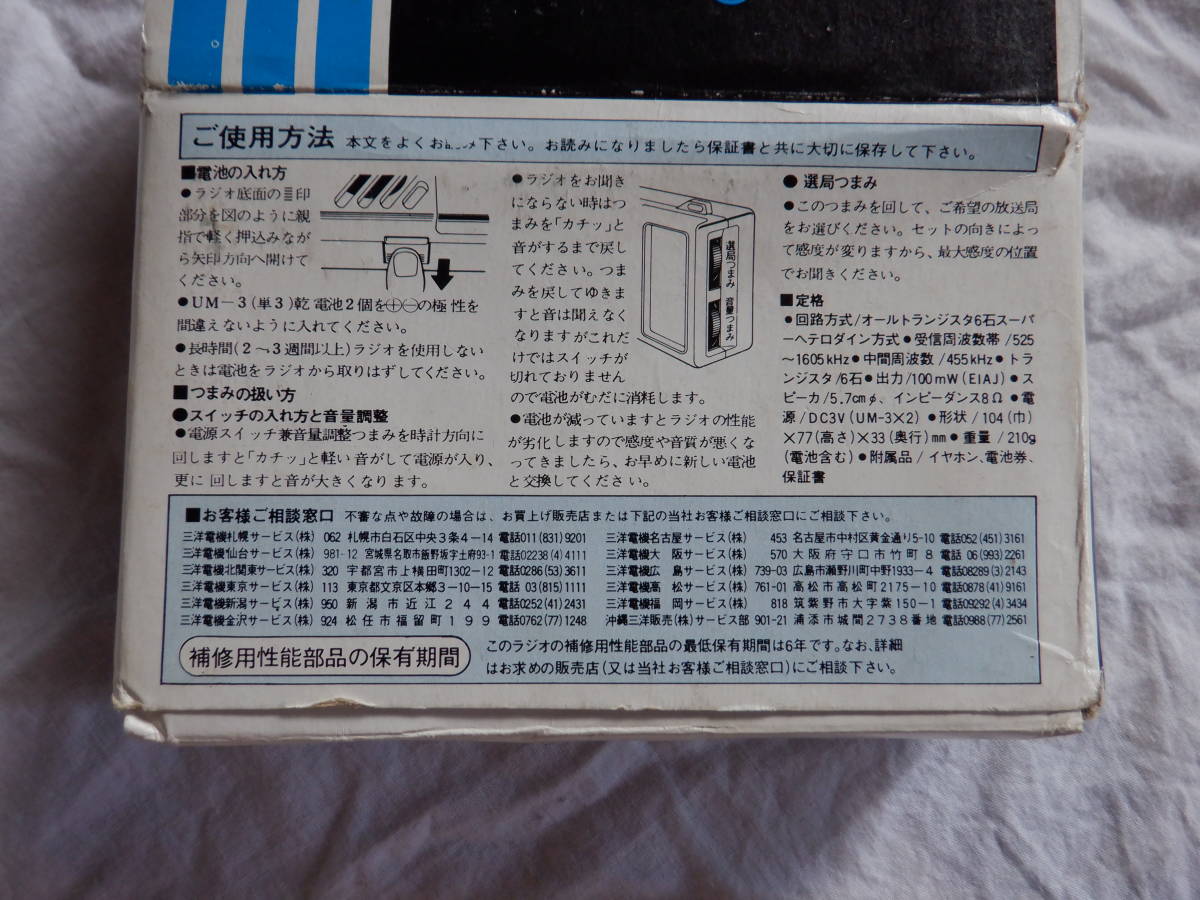 ご使用方法 本文をよくお下さい。お読みになりましたら保証書と共に大切に保存して下さい。
■電池の入れ方
●ラジオ底面の印
部分を図のように親
指で軽く押込みなが
ら矢印方向へ開けて
ください。
●UM-3(単3)乾電池2個を⊕⊖の極性を
間違えないように入れてください。
●長時間(2〜3週間以上)ラジオを使用しない
ときは電池をラジオから取りはずしてください。
■つまみの扱い方
●スイッチの入れ方と音量調整
●電源スイッチ兼音量調整つまみを時計方向に
回しますと「カチッ」と軽い音がして電源が入り、
更に回しますと音が大きくなります。
●ラジオをお聞き
にならない時はつ
まみを「カチッ」と
音がするまで戻し
てください。つま
みを戻してゆきま
すと音は聞えなく
なりますがこれだ
けではスイッチが
切れておりません
ので電池がむだに消耗します。
●電池が減っていますとラジオの性能
が劣化しますので感度や音質が悪くな
ってきましたら、お早めに新しい電池
と交換してください。
選局つまみ
音量つまみ
●選局つまみ
●このつまみを回して、ご希望の放送局
をお選びください。セットの向きによっ
て感度が変りますから、最大感度の位置
でお聞きください。
■定格
●回路方式/オールトランジスタ6石スーパ
ーヘテロダイン方式●受信周波数帯/525
〜1605kHz●中間周波数/455kHz●トラ
ンジスタ/6石●出力/100mW(EIAJ)●ス
ピーカ/5.7cmφ、インピーダンス8Ω●電
源/DC3V(UM-3×2)●形状/104(巾)
×77(高さ)×33(奥行)mm●重量/210g
(電池含む)●附属品/イヤホン、電池券、
保証書
■お客様ご相談窓口 不審な点や故障の場合は、お買上げ販売店または下記の当社お客様ご相談窓口にご相談下さい。
三洋電機札幌サービス(株) 062 札幌市白石区中央3条4-14 電話011(831)9201
三洋電機仙台サービス(株) 981-12 宮城県名取市飯野坂字土府93-1 電話02238(4)4111
三洋電機北関東サービス(株) 320 宇都宮市上横田町1302-12 電話0286(53)3611
三洋電機東京サービス(株) 113 東京都文京区本郷3-10-15 電話03(815)1111
三洋電機新潟サービス(株) 950 新潟市近江244 電話0252(41)2431
三洋電機金沢サービス(株) 924 松任市福留町199 電話0762(77)1248
三洋電機名古屋サービス(株) 453 名古屋市中村区黄金通り5-10 電話052(451)3161
三洋電機大阪サービス(株) 570 大阪府守口市竹町8 電話06(993)2261
三洋電機広島サービス(株) 739-03 広島市瀬野川町中野1933-4 電話08289(3)2143
三洋電機高松サービス(株) 761-01 高松市高松町2175-10 電話0878(41)9161
三洋電機福岡サービス(株) 818 筑紫野市大字紫150-1 電話09292(4)3434
沖縄三洋販売(株)サービス部 901-21 浦添市城間2738番地 電話0988(77)2561
補修用性能部品の保有期間
このラジオの補修用性能部品の最低保有期間は6年です。なお、詳細
はお求めの販売店(又は当社お客様ご相談窓口)にご相談下さい。